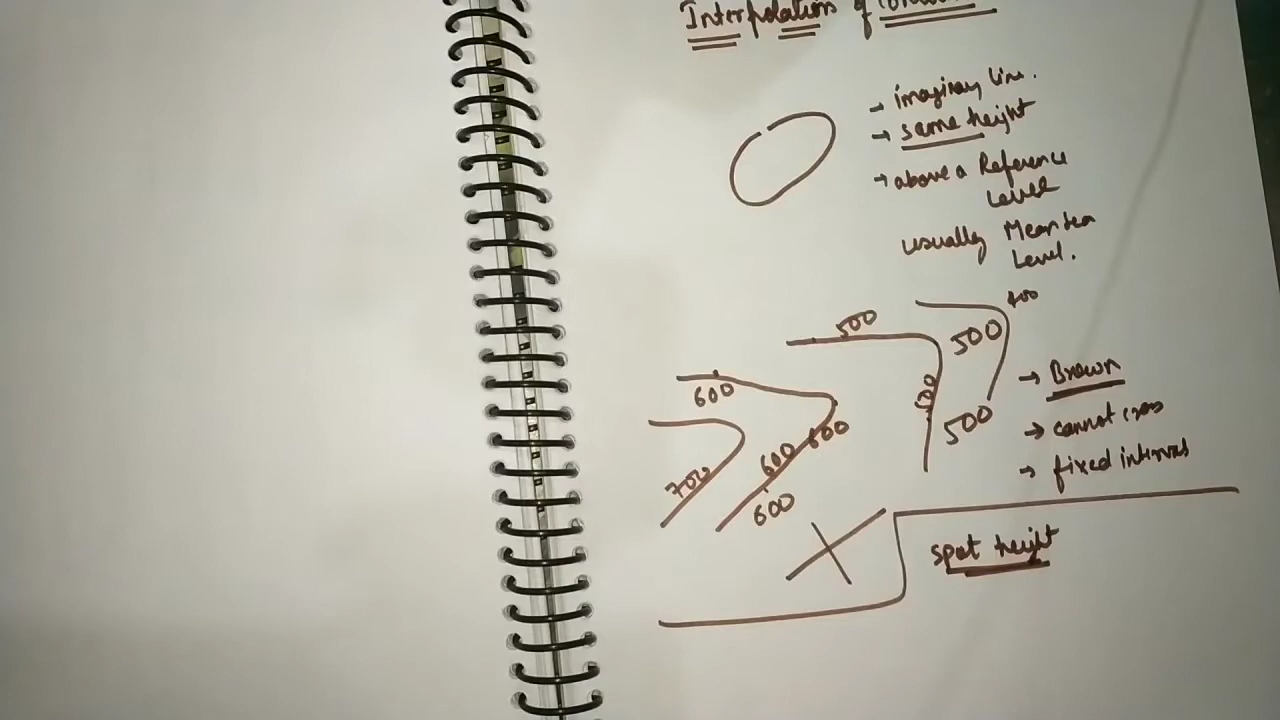 Interpolation of
→ imaginary line.
→ same height
→ above a Reference
Level
usually Mean sea
Level.
400
500
500
500
500
600
600
600
600
700
→ Brown
→ cannot cross
→ fixed interval
spot height